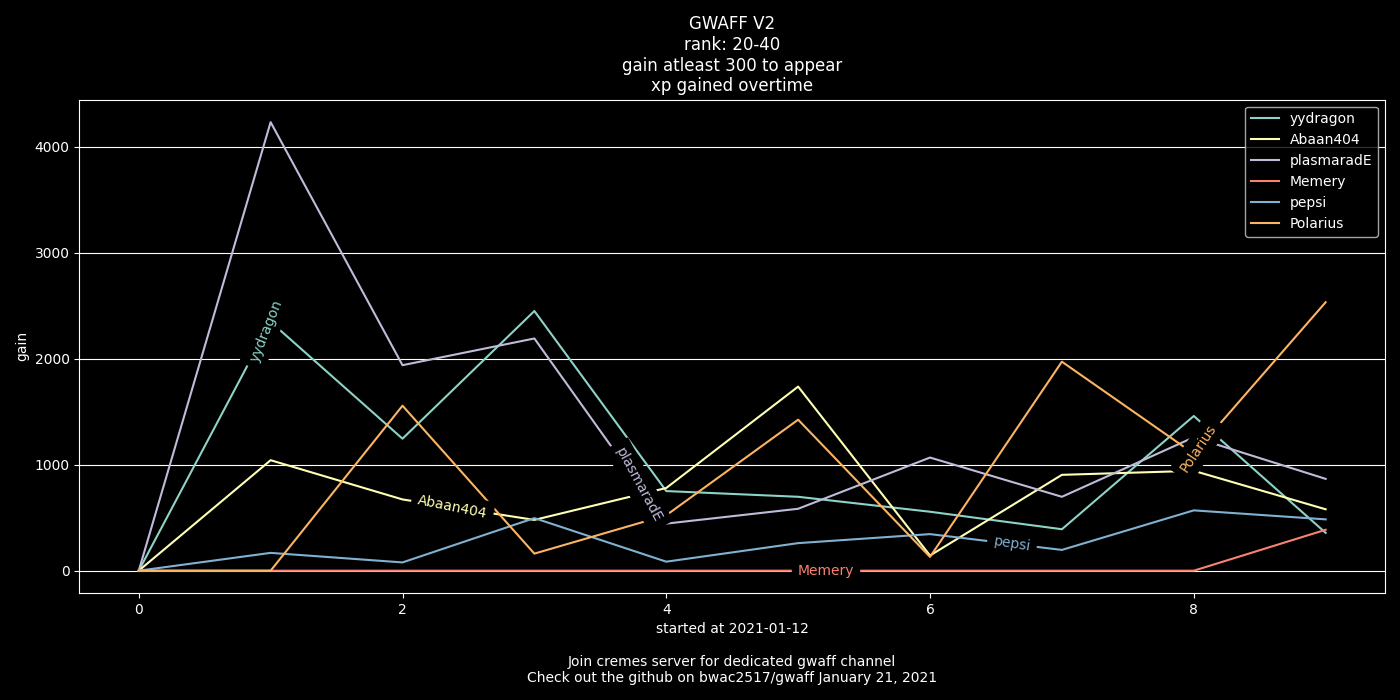 GWAFF V2
rank: 20-40
gain atleast 300 to appear
xp gained overtime
yydragon
Abaan404
plasmaradE
Memery
pepsi
Polarius
4000
3000
2000
1000
0
gain
yydragon
Abaan404
plasmaradE
Memery
pepsi
Polarius
0 2 4 6 8
started at 2021-01-12
Join cremes server for dedicated gwaff channel
Check out the github on bwac2517/gwaff January 21, 2021